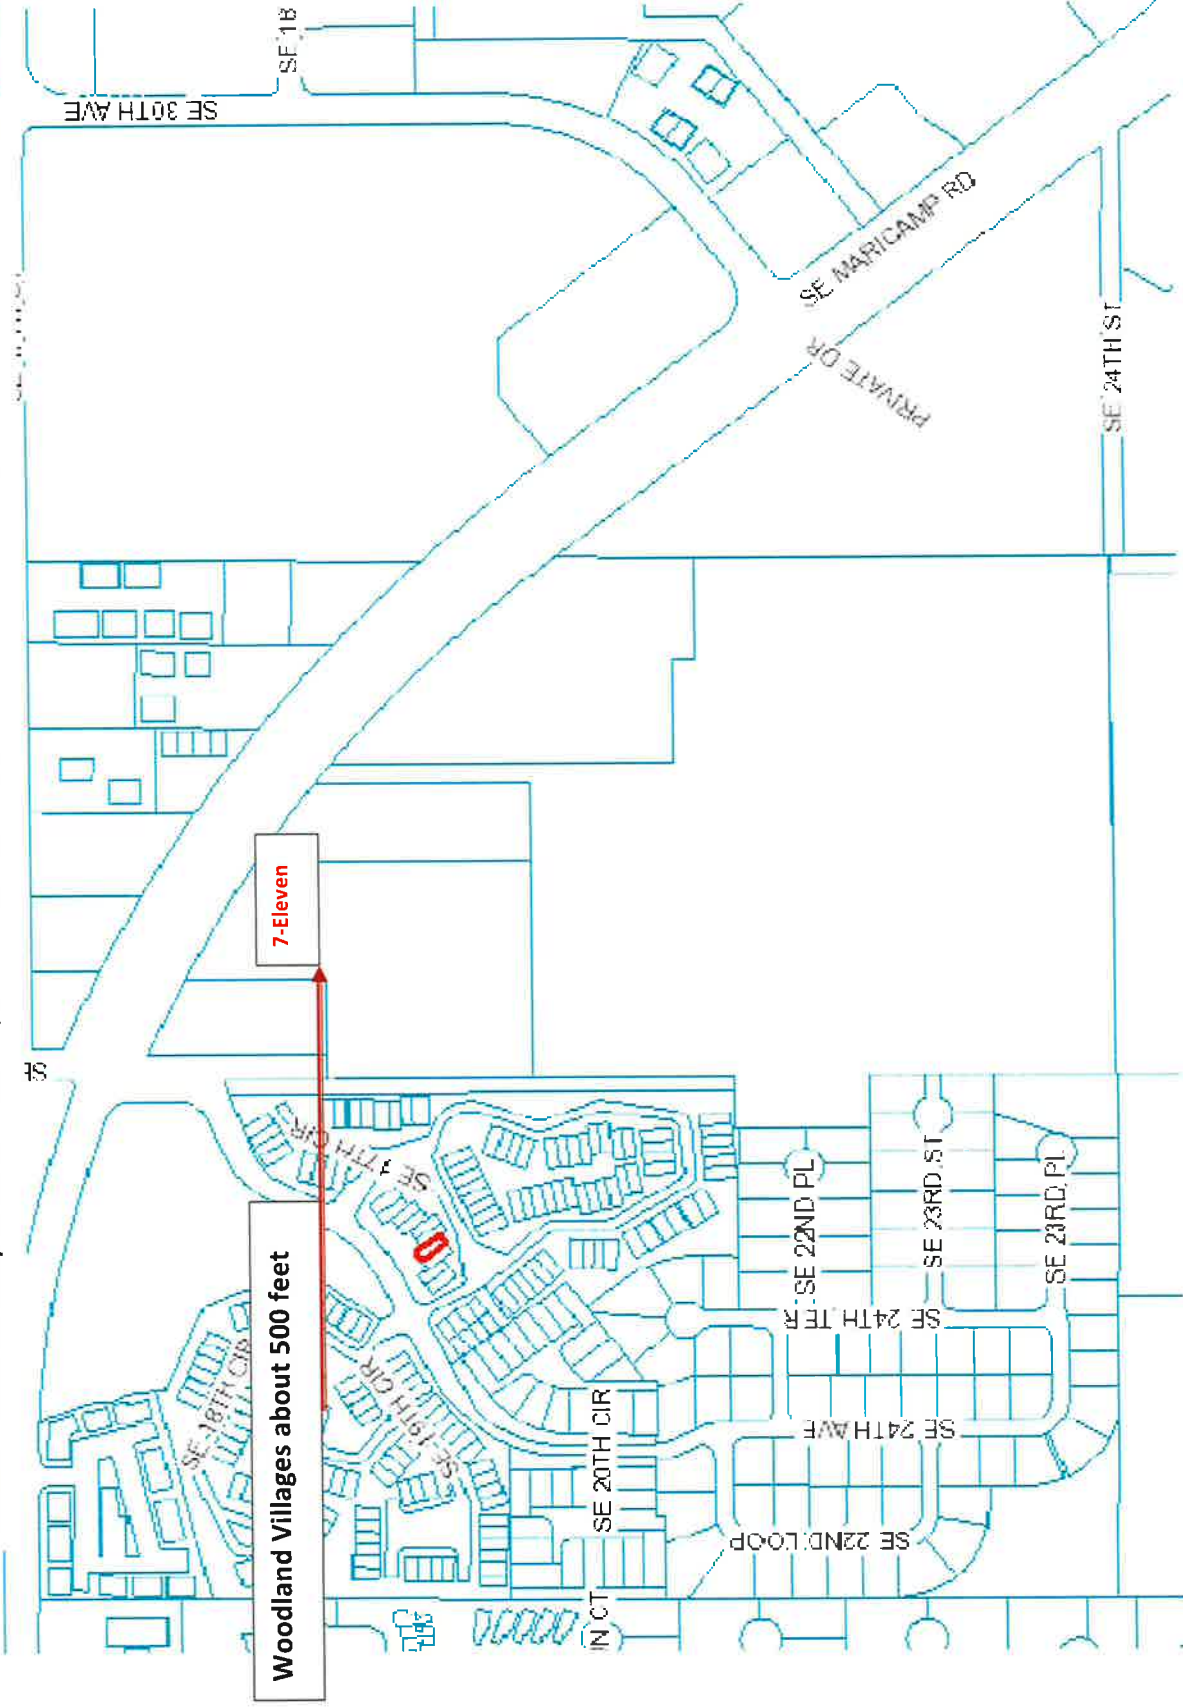 SE 18
SE 30TH AVE
SE MARICAMP RD
PRIVATE DR
SE 24TH ST
7-Eleven
SE
SE 17TH CIR
Woodland Villages about 500 feet
SE 18TH CIR
SE 19TH CIR
SE 20TH CIR
IN CT
SE 22ND PL
SE 23RD ST
SE 23RD PL
SE 24TH TER
SE 24TH AVE
SE 22ND LOOP